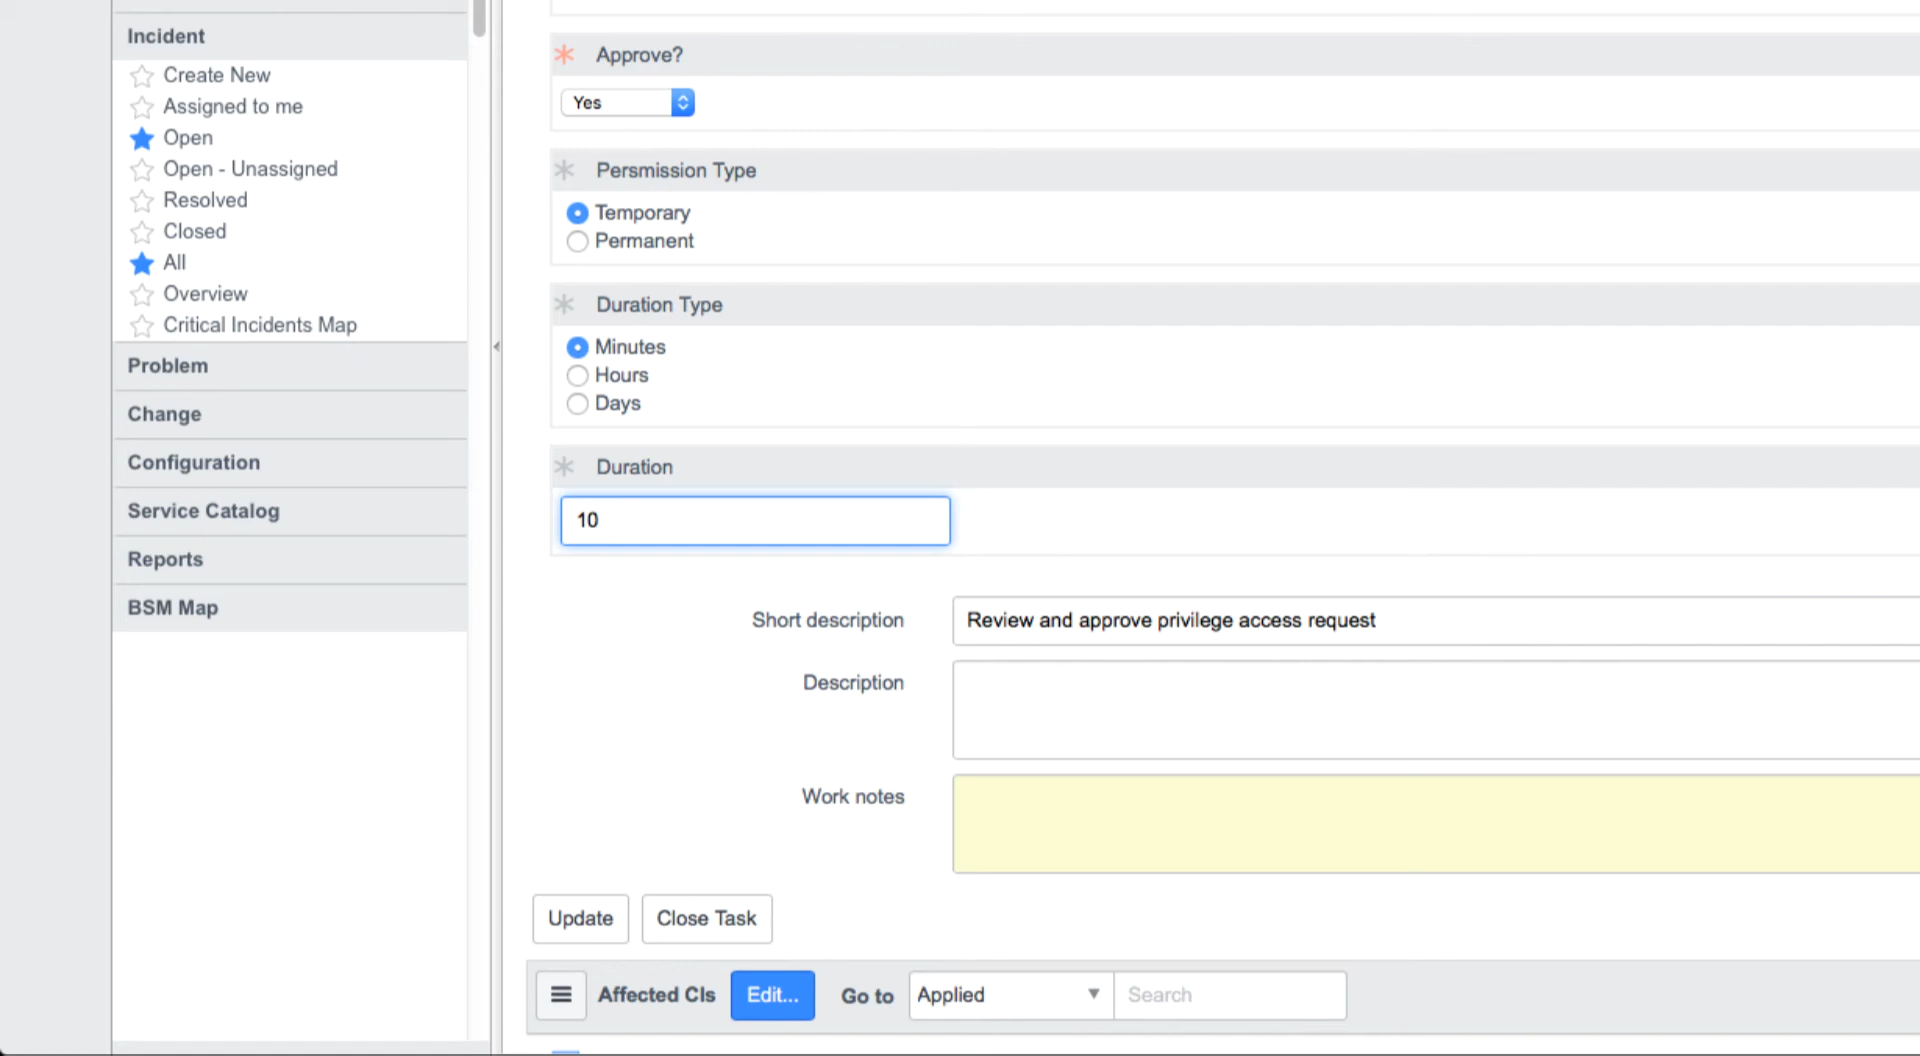 Incident
Create New
Assigned to me
Open
Open - Unassigned
Resolved
Closed
All
Overview
Critical Incidents Map
Problem
Change
Configuration
Service Catalog
Reports
BSM Map
Approve?
Yes
Persmission Type
Temporary
Permanent
Duration Type
Minutes
Hours
Days
Duration
10
Short description
Review and approve privilege access request
Description
Work notes
Update Close Task
Affected CIs Edit... Go to Applied Search